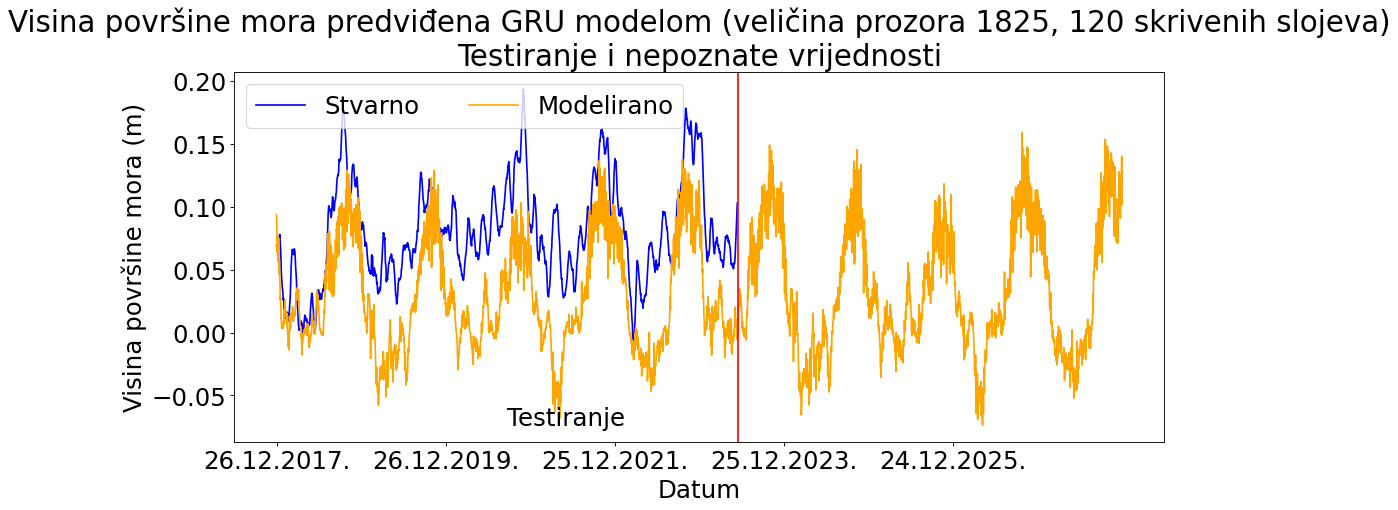 Visina površine mora predviđena GRU modelom (veličina prozora 1825, 120 skrivenih slojeva)
Testiranje i nepoznate vrijednosti
Stvarno Modelirano
Visina površine mora (m)
0.20
0.15
0.10
0.05
0.00
−0.05
Testiranje
26.12.2017. 26.12.2019. 25.12.2021. 25.12.2023. 24.12.2025.
Datum